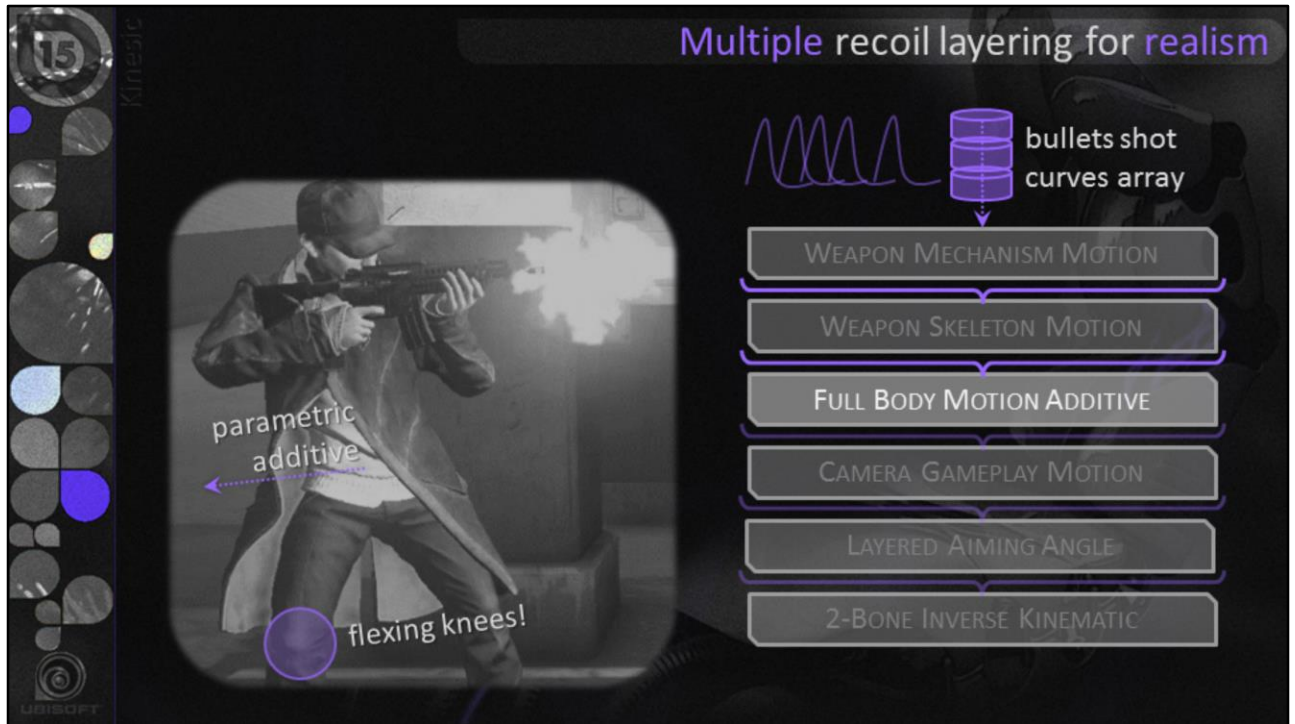 15
Kinesic
Multiple recoil layering for realism
bullets shot
curves array
WEAPON MECHANISM MOTION
WEAPON SKELETON MOTION
FULL BODY MOTION ADDITIVE
CAMERA GAMEPLAY MOTION
LAYERED AIMING ANGLE
2-BONE INVERSE KINEMATIC
parametric
additive
flexing knees!
UBISOFT